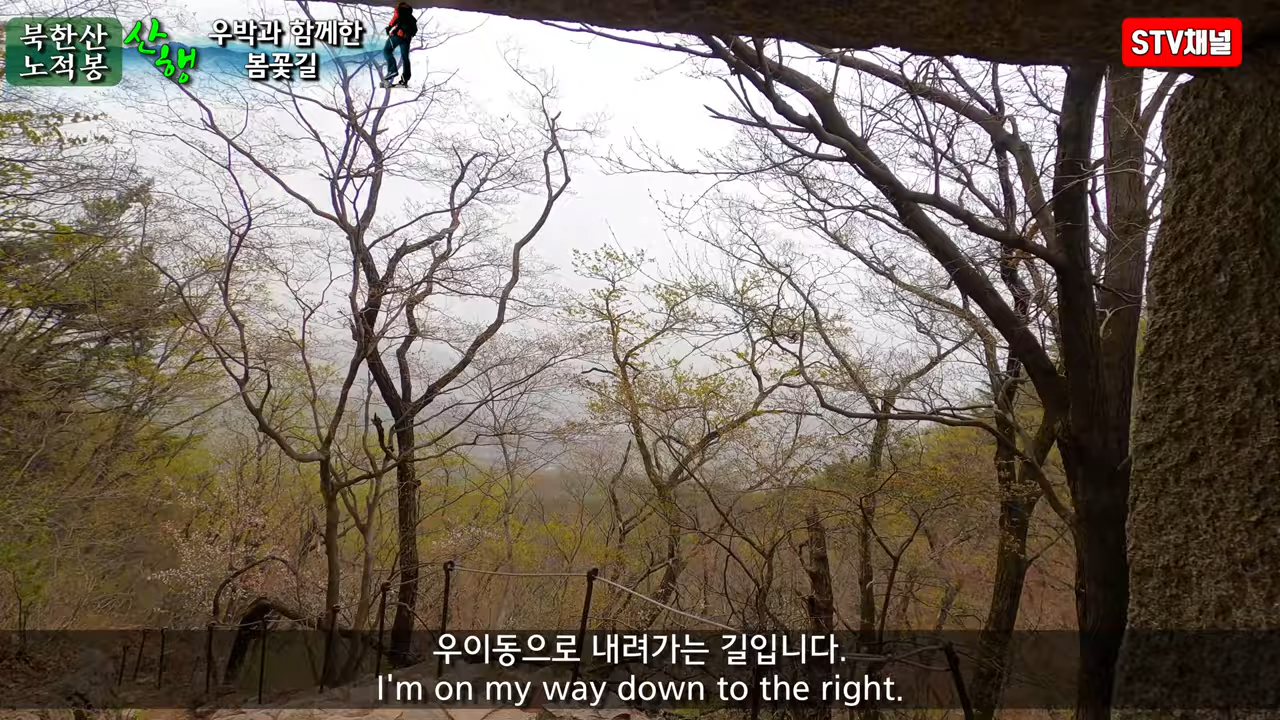 북한산
노적봉
산행
우박과 함께한
봄꽃길
STV채널
우이동으로 내려가는 길입니다.
I'm on my way down to the right.